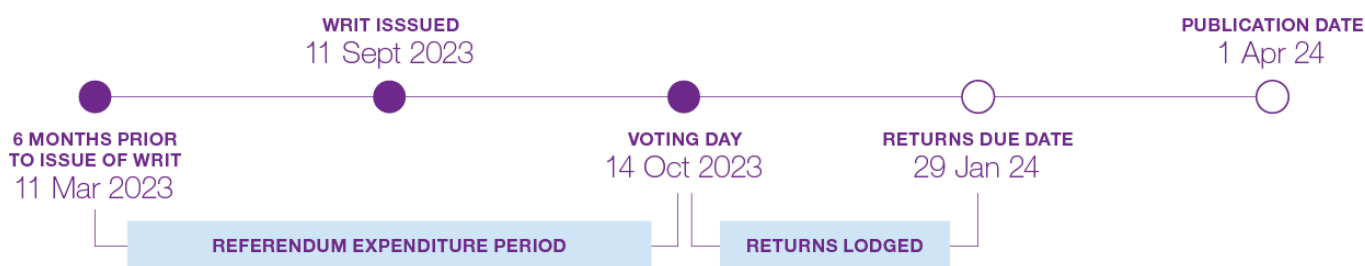 WRIT ISSSUED
11 Sept 2023
PUBLICATION DATE
1 Apr 24
6 MONTHS PRIOR
TO ISSUE OF WRIT
11 Mar 2023
VOTING DAY
14 Oct 2023
RETURNS DUE DATE
29 Jan 24
REFERENDUM EXPENDITURE PERIOD
RETURNS LODGED